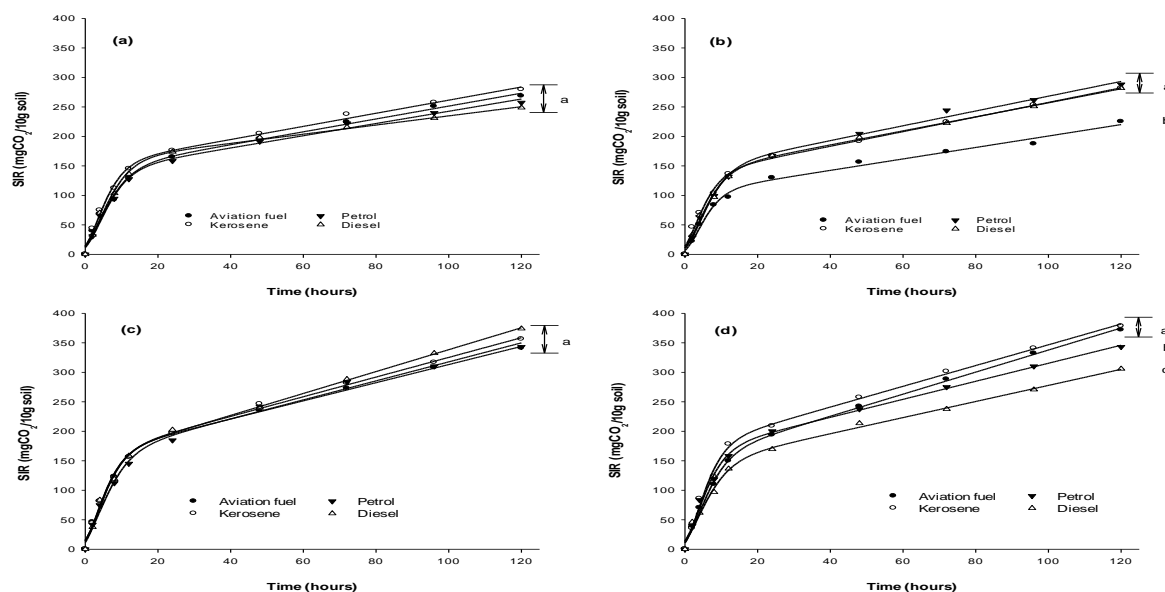 (a)
400
350
300
250
200
150
100
50
0
SIR (mgCO₂/10g soil)
a
Aviation fuel
Petrol
Kerosene
Diesel
0 20 40 60 80 100 120
Time (hours)
(b)
400
350
300
250
200
150
100
50
0
SIR (mgCO₂/10g soil)
Aviation fuel
Petrol
Kerosene
Diesel
0 20 40 60 80 100 120
Time (hours)
(c)
400
350
300
250
200
150
100
50
0
SIR (mgCO₂/10g soil)
a
Aviation fuel
Petrol
Kerosene
Diesel
0 20 40 60 80 100 120
Time (hours)
(d)
400
350
300
250
200
150
100
50
0
SIR (mgCO₂/10g soil)
a
Aviation fuel
Petrol
Kerosene
Diesel
0 20 40 60 80 100 120
Time (hours)